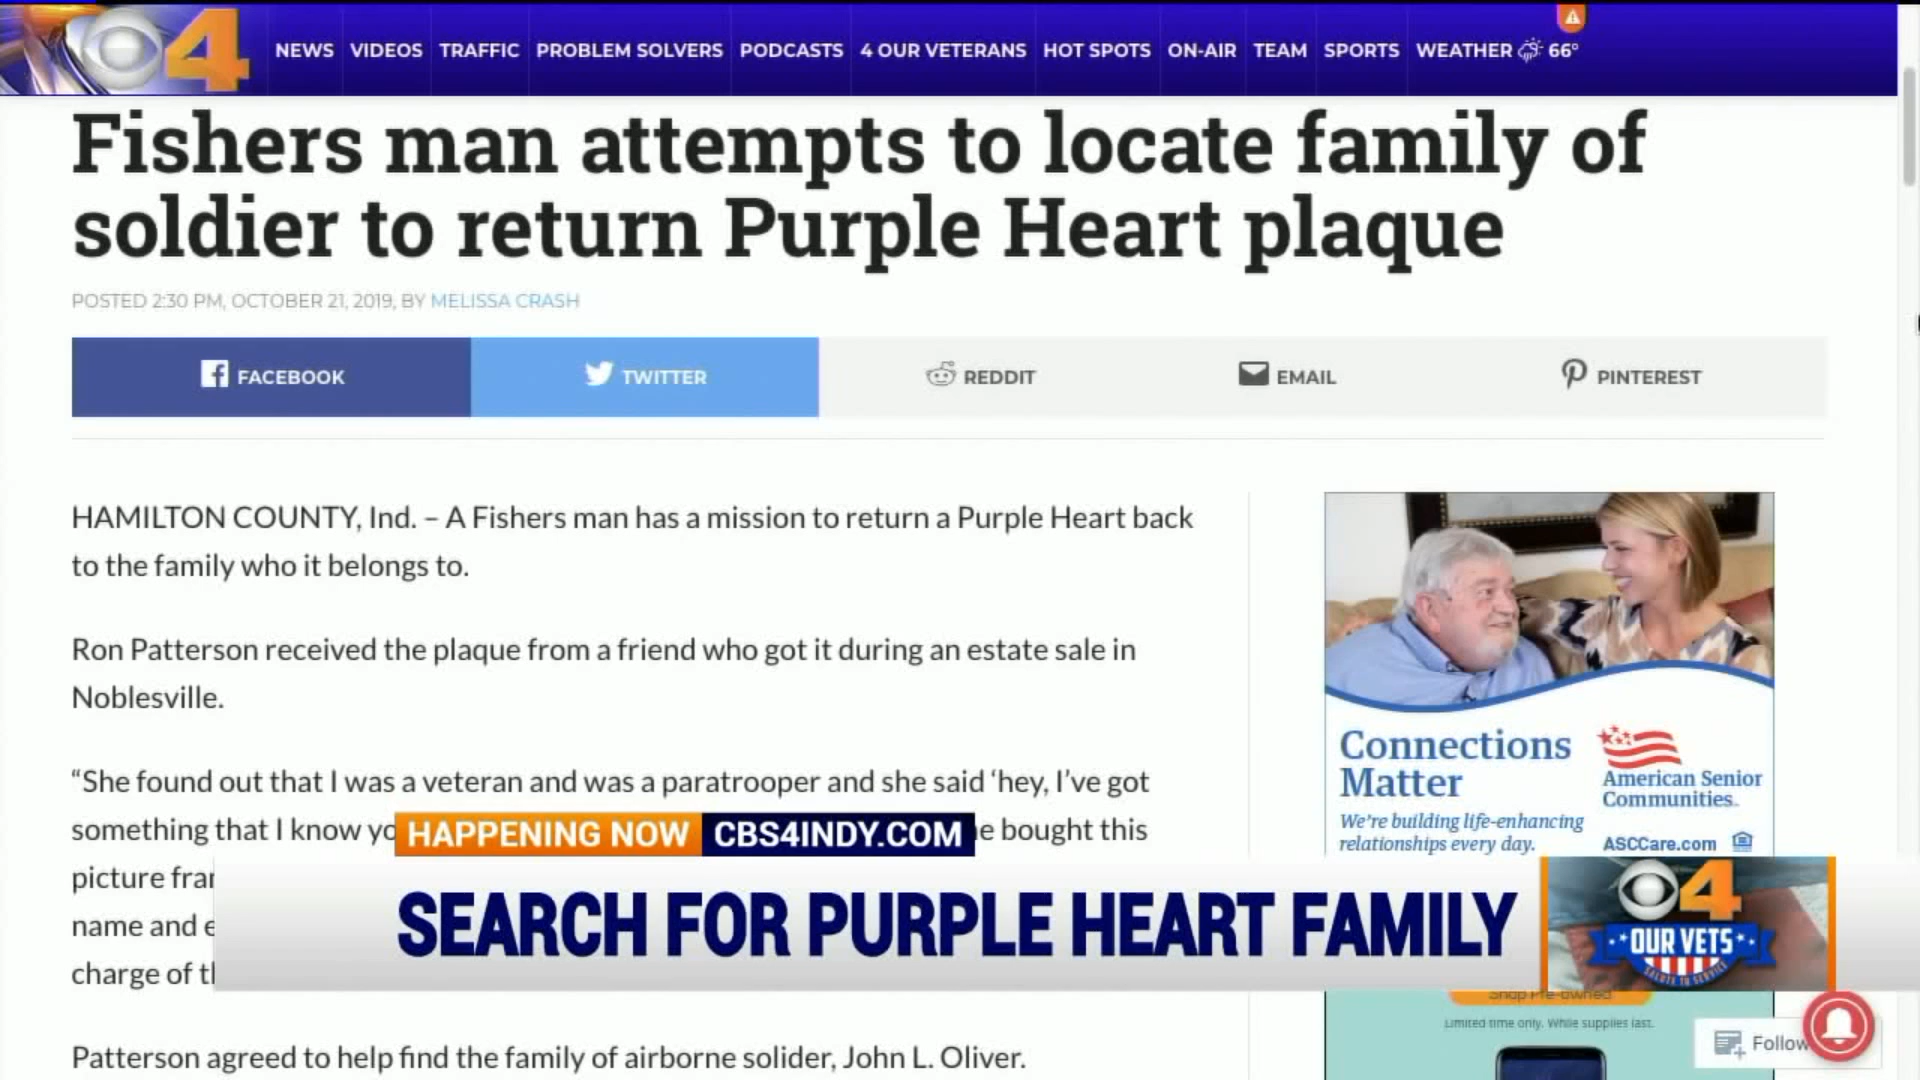 4
NEWS VIDEOS TRAFFIC PROBLEM SOLVERS PODCASTS 4 OUR VETERANS HOT SPOTS ON-AIR TEAM SPORTS WEATHER 66°
Fishers man attempts to locate family of
soldier to return Purple Heart plaque
POSTED 2:30 PM, OCTOBER 21, 2019, BY MELISSA CRASH
FACEBOOK TWITTER REDDIT EMAIL PINTEREST
HAMILTON COUNTY, Ind. – A Fishers man has a mission to return a Purple Heart back
to the family who it belongs to.
Ron Patterson received the plaque from a friend who got it during an estate sale in
Noblesville.
“She found out that I was a veteran and was a paratrooper and she said ‘hey, I’ve got
something that I know yo
e bought this
picture fra
name and e
charge of t
Patterson agreed to help find the family of airborne solider, John L. Oliver.
Connections
Matter
We're building life-enhancing
relationships every day.
American Senior
Communities
ASCCare.com
HAPPENING NOW CBS4INDY.COM
SEARCH FOR PURPLE HEART FAMILY
4
OUR VETS
SALUTE TO SERVICE
Shop Pre-owned
Limited time only. While supplies last.
Follow